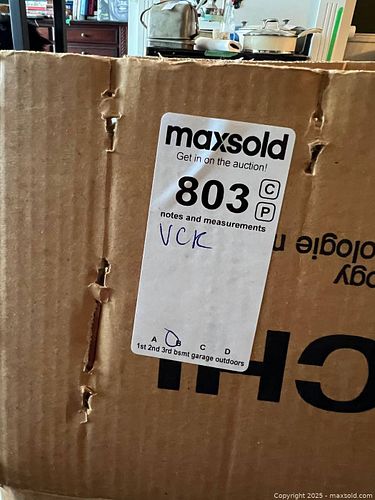 maxsold
Get in on the auction!
803 C
P
notes and measurements
VCK
A B C D
1st 2nd 3rd bsmt garage outdoors
Copyright 2025 - maxsold.com